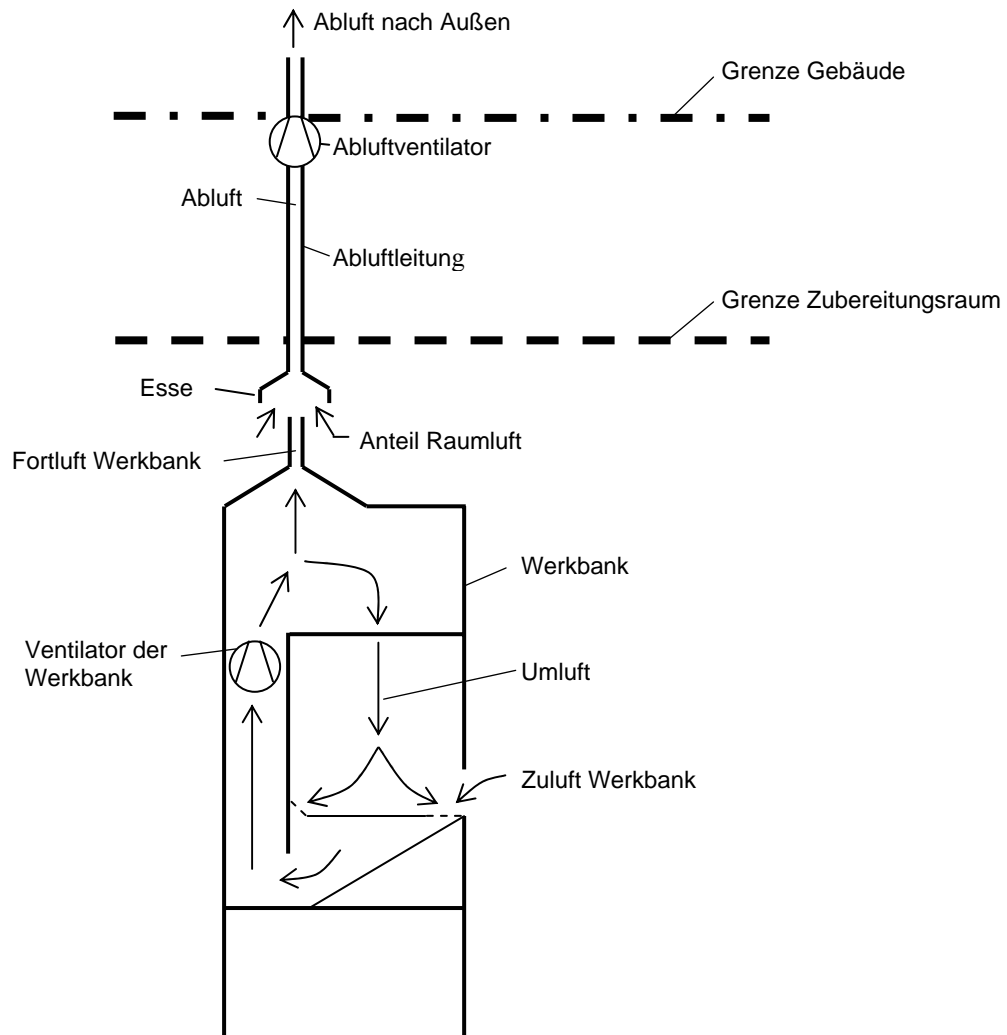 Abluft nach Außen
Grenze Gebäude
Abluftventilator
Abluft
Abluftleitung
Grenze Zubereitungsraum
Esse
Anteil Raumluft
Fortluft Werkbank
Werkbank
Ventilator der
Werkbank
Umluft
Zuluft Werkbank